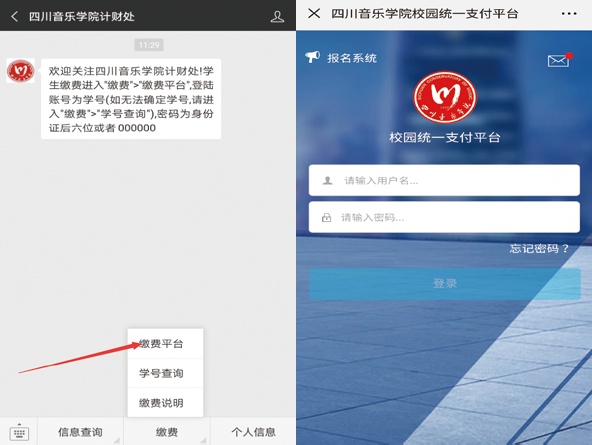 四川音乐学院计财处
11:29
欢迎关注四川音乐学院计财处!学
生缴费进入"缴费">"缴费平台",登陆
账号为学号(如无法确定学号,请进
入"缴费">"学号查询"),密码为身份
证后六位或者 000000
缴费平台
学号查询
缴费说明
信息查询
缴费
个人信息
四川音乐学院校园统一支付平台
报名系统
校园统一支付平台
请输入用户名...
请输入密码...
忘记密码？
登录